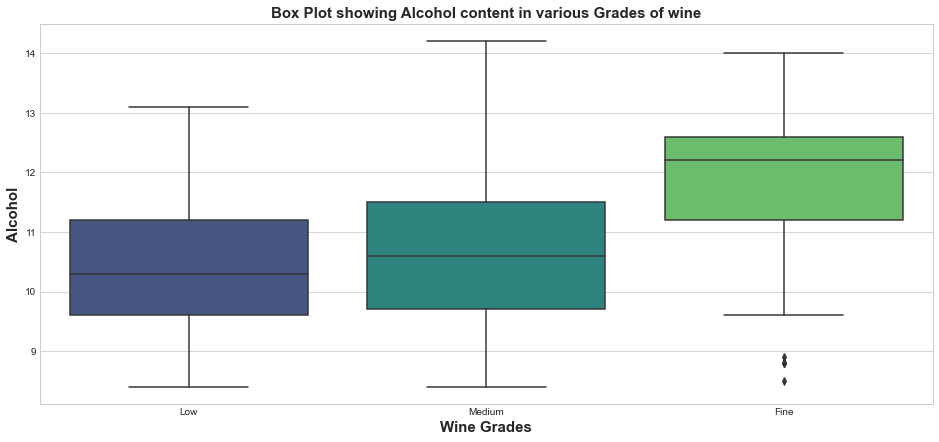 Box Plot showing Alcohol content in various Grades of wine
14
13
12
11
10
9
Alcohol
Low Medium Fine
Wine Grades